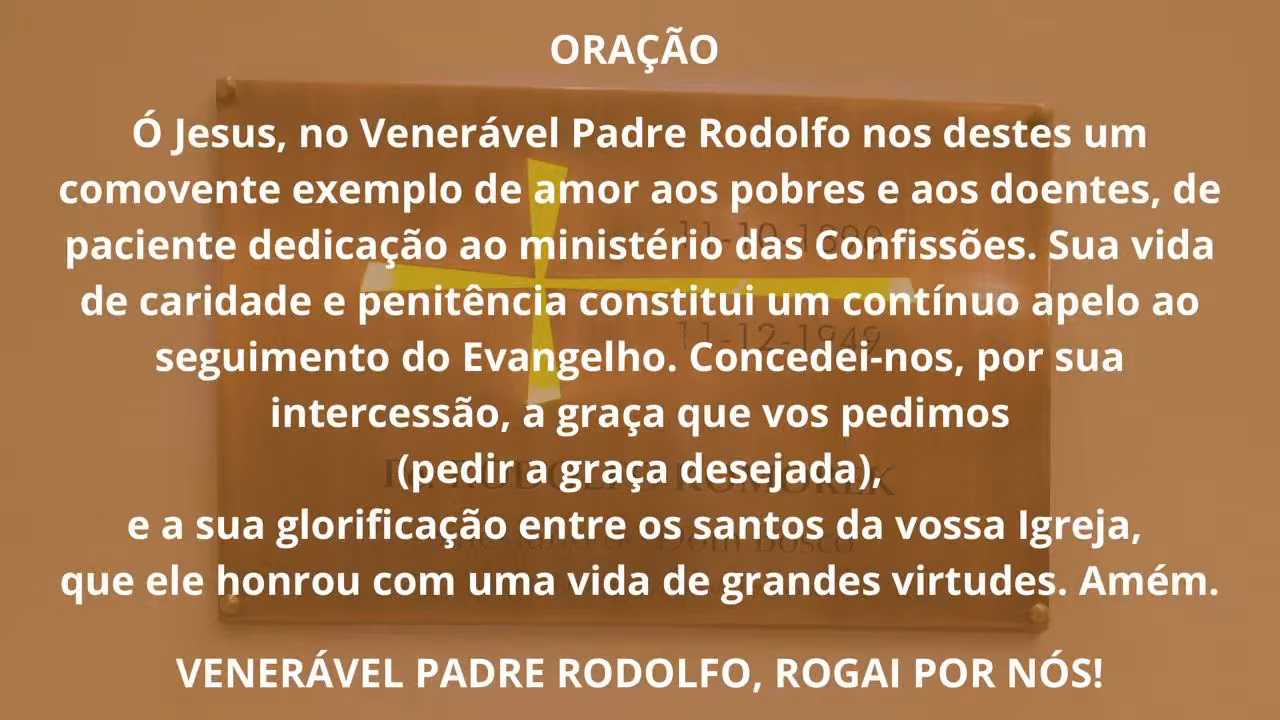 ORAÇÃO
Ó Jesus, no Venerável Padre Rodolfo nos destes um
comovente exemplo de amor aos pobres e aos doentes, de
paciente dedicação ao ministério das Confissões. Sua vida
de caridade e penitência constitui um contínuo apelo ao
seguimento do Evangelho. Concedei-nos, por sua
intercessão, a graça que vos pedimos
(pedir a graça desejada),
e a sua glorificação entre os santos da vossa Igreja,
que ele honrou com uma vida de grandes virtudes. Amém.
VENERÁVEL PADRE RODOLFO, ROGAI POR NÓS!
11-12-1949